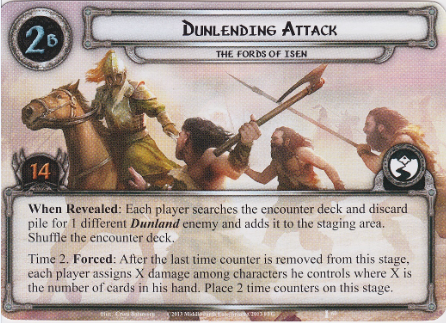 2B
DUNLENDING ATTACK
THE FORDS OF ISEN
14
When Revealed: Each player searches the encounter deck and discard
pile for 1 different Dunland enemy and adds it to the staging area.
Shuffle the encounter deck.
Time 2. Forced: After the last time counter is removed from this stage,
each player assigns X damage among characters he controls where X is
the number of cards in his hand. Place 2 time counters on this stage.